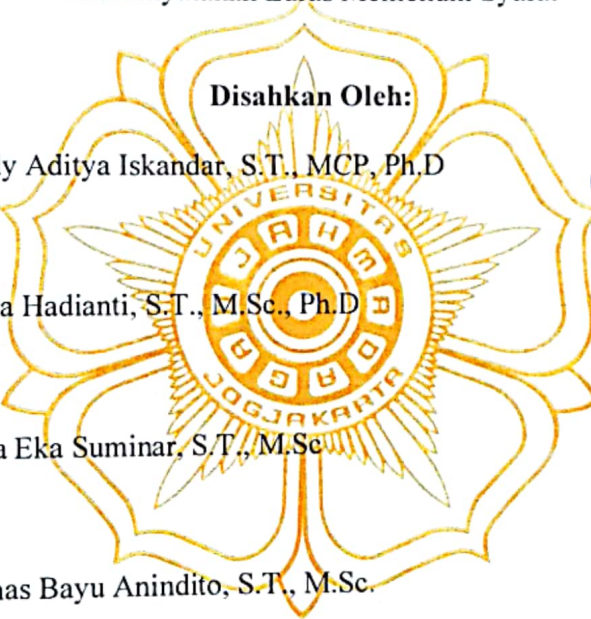 Disahkan Oleh:
Aditya Iskandar, S.T., MCP, Ph.D
Hadianti, S.T., M.Sc., Ph.D
Eka Suminar, S.T., M.Sc
Bayu Anindito, S.T., M.Sc.
UNIVERSITAS
GADJAH MADA
JOGJAKARTA